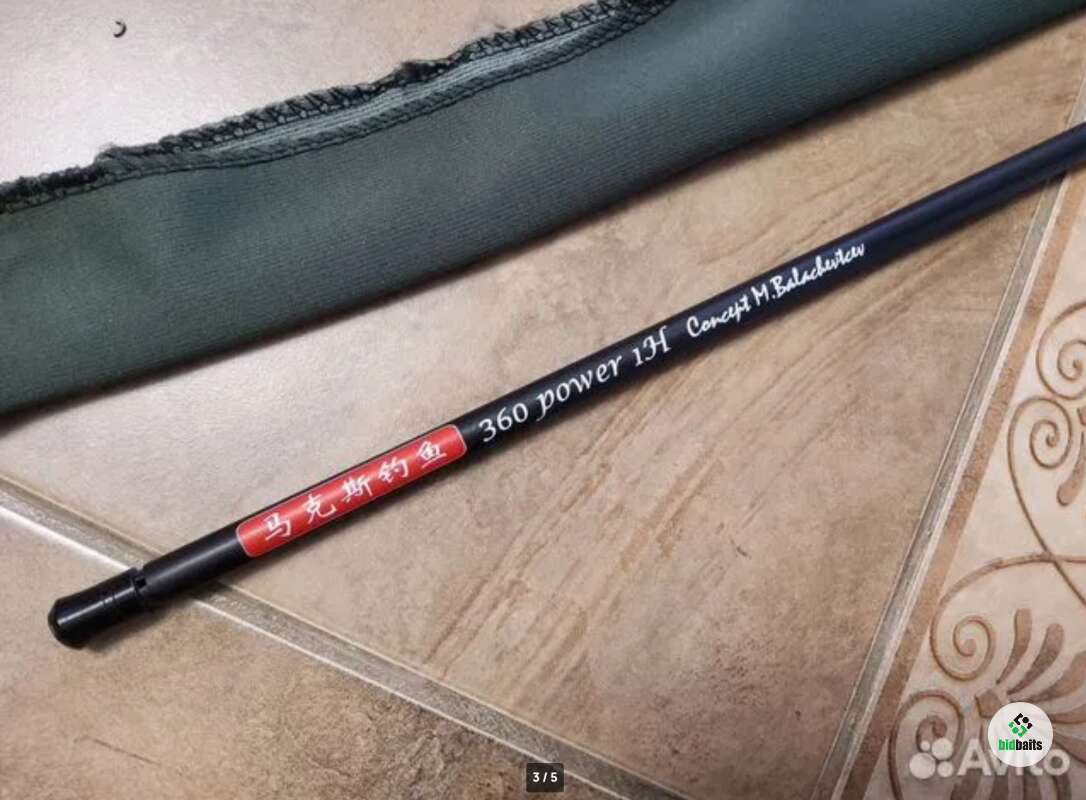 马克斯钓鱼
360 power 1H
Concept M.Balachevtcev
3 / 5
bidbaits
Avito